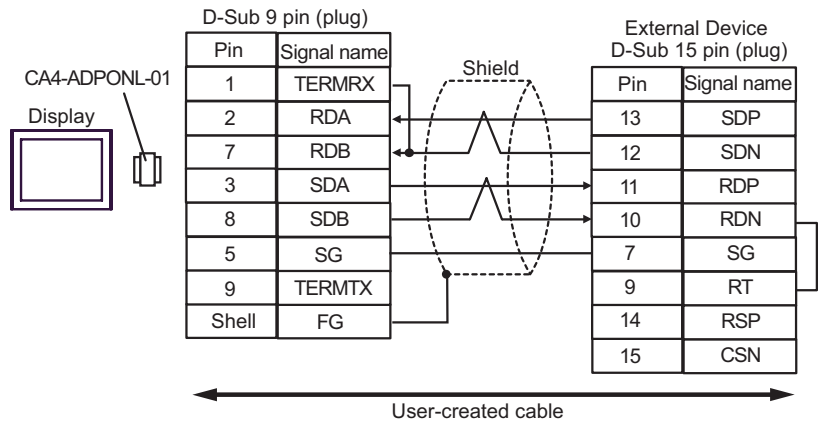 D-Sub 9 pin (plug)
Pin Signal name
1 TERMRX
2 RDA
7 RDB
3 SDA
8 SDB
5 SG
9 TERMTX
Shell FG
CA4-ADPONL-01
Display
Shield
External Device
D-Sub 15 pin (plug)
Pin Signal name
13 SDP
12 SDN
11 RDP
10 RDN
7 SG
9 RT
14 RSP
15 CSN
User-created cable